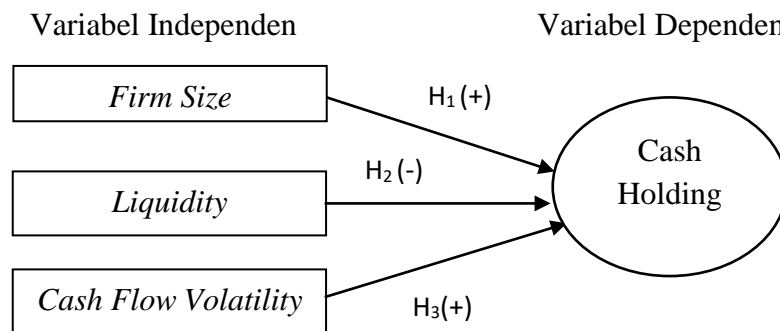 Variabel Independen
Variabel Dependen
Firm Size
H₁ (+)
Cash
Holding
H₂ (-)
Liquidity
Cash Flow Volatility
H₃(+)